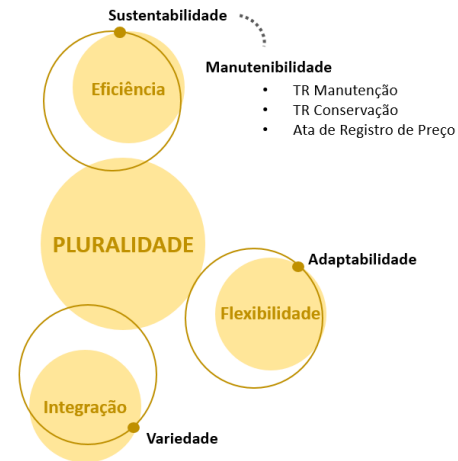 Sustentabilidade
Eficiência
Manutenibilidade
• TR Manutenção
• TR Conservação
• Ata de Registro de Preço
PLURALIDADE
Adaptabilidade
Flexibilidade
Integração
Variedade